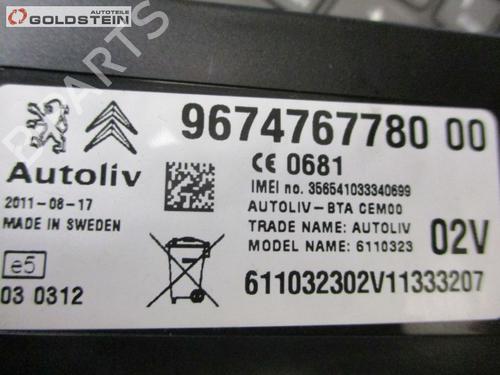 AUTOTEILE
GOLDSTEIN
B-PARTS
9674767780 00
Autoliv
CE 0681
2011-08-17
MADE IN SWEDEN
IMEI no. 356541033340699
AUTOLIV-BTA CEM00
TRADE NAME: AUTOLIV
MODEL NAME: 6110323
02V
e5
03 0312
611032302V11333207